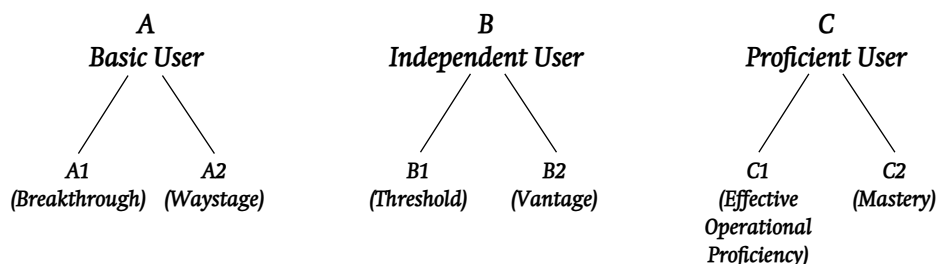 A
Basic User
B
Independent User
C
Proficient User
A1
(Breakthrough)
A2
(Waystage)
B1
(Threshold)
B2
(Vantage)
C1
(Effective
Operational
Proficiency)
C2
(Mastery)